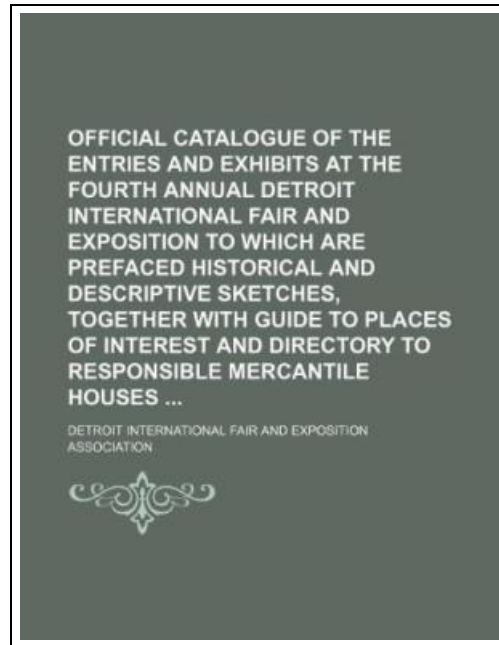 OFFICIAL CATALOGUE OF THE
ENTRIES AND EXHIBITS AT THE
FOURTH ANNUAL DETROIT
INTERNATIONAL FAIR AND
EXPOSITION TO WHICH ARE
PREFACED HISTORICAL AND
DESCRIPTIVE SKETCHES,
TOGETHER WITH GUIDE TO PLACES
OF INTEREST AND DIRECTORY TO
RESPONSIBLE MERCANTILE
HOUSES ...
DETROIT INTERNATIONAL FAIR AND EXPOSITION
ASSOCIATION